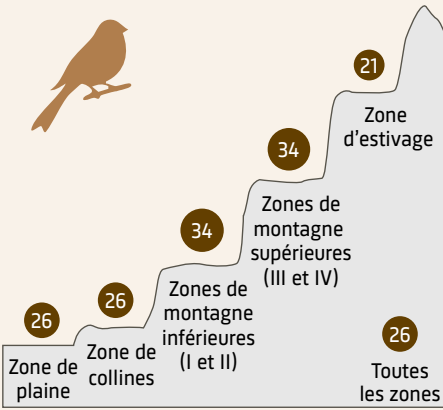 21
Zone
d'estivage
34
Zones de
montagne
supérieures
(III et IV)
34
Zones de
montagne
inférieures
(I et II)
26
Zone de
collines
26
Zone de
plaine
26
Toutes
les zones